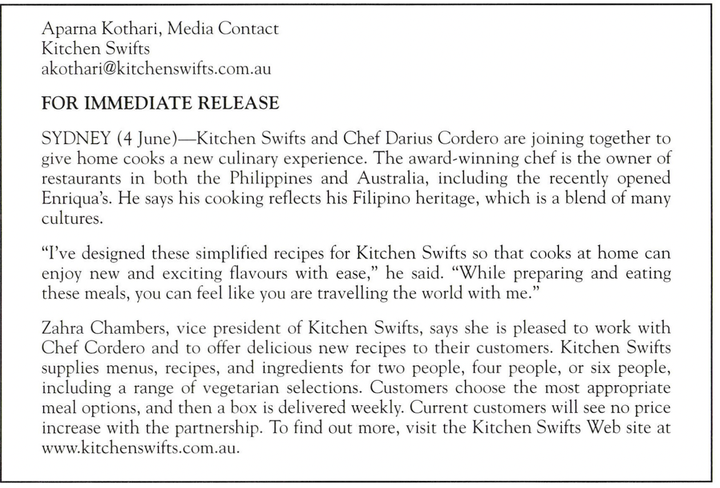 Aparna Kothari, Media Contact
Kitchen Swifts
akothari@kitchenswifts.com.au
FOR IMMEDIATE RELEASE
SYDNEY (4 June)—Kitchen Swifts and Chef Darius Cordero are joining together to
give home cooks a new culinary experience. The award-winning chef is the owner of
restaurants in both the Philippines and Australia, including the recently opened
Enriqua’s. He says his cooking reflects his Filipino heritage, which is a blend of many
cultures.
“I’ve designed these simplified recipes for Kitchen Swifts so that cooks at home can
enjoy new and exciting flavours with ease,” he said. “While preparing and eating
these meals, you can feel like you are travelling the world with me.”
Zahra Chambers, vice president of Kitchen Swifts, says she is pleased to work with
Chef Cordero and to offer delicious new recipes to their customers. Kitchen Swifts
supplies menus, recipes, and ingredients for two people, four people, or six people,
including a range of vegetarian selections. Customers choose the most appropriate
meal options, and then a box is delivered weekly. Current customers will see no price
increase with the partnership. To find out more, visit the Kitchen Swifts Web site at
www.kitchenswifts.com.au.